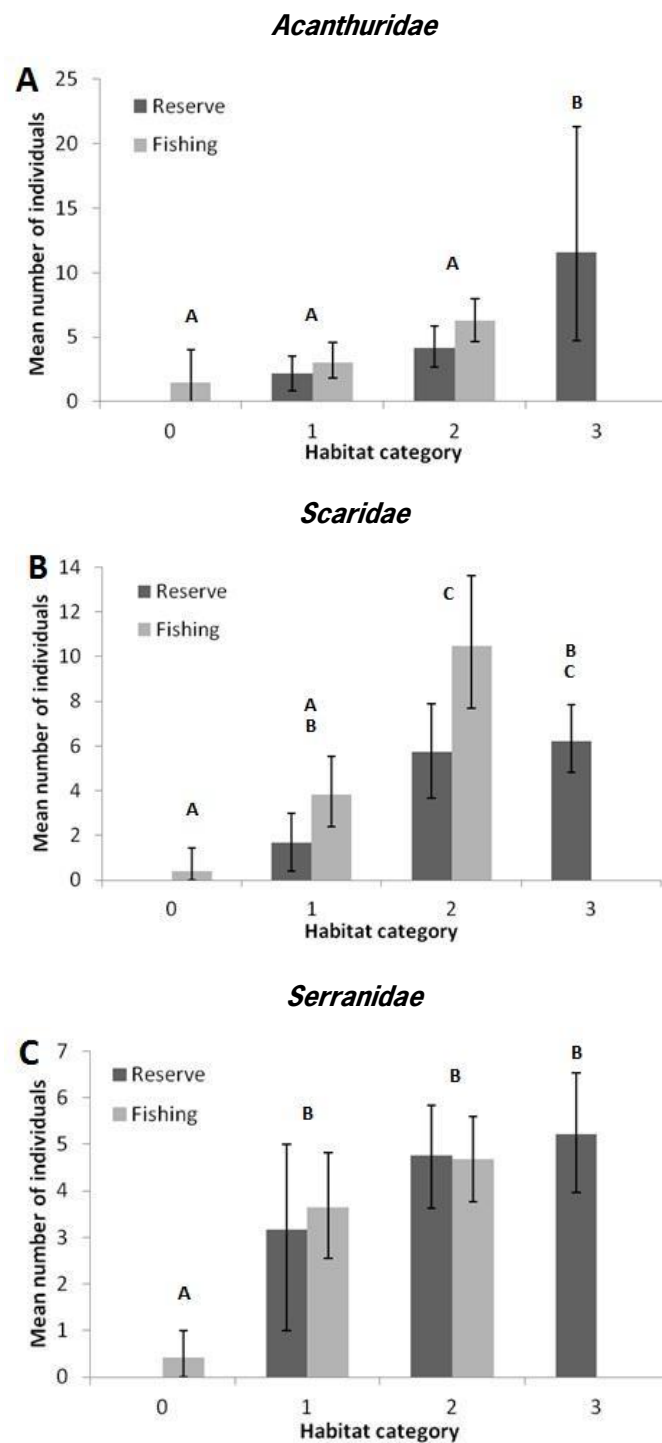 Acanthuridae
A
25
20
15
10
5
0
Mean number of individuals
Reserve
Fishing
A
A
A
B
0 1 2 3
Habitat category
Scaridae
B
14
12
10
8
6
4
2
0
Mean number of individuals
Reserve
Fishing
A
A
B
C
B
C
0 1 2 3
Habitat category
Serranidae
C
7
6
5
4
3
2
1
0
Mean number of individuals
Reserve
Fishing
A
B
B
B
0 1 2 3
Habitat category